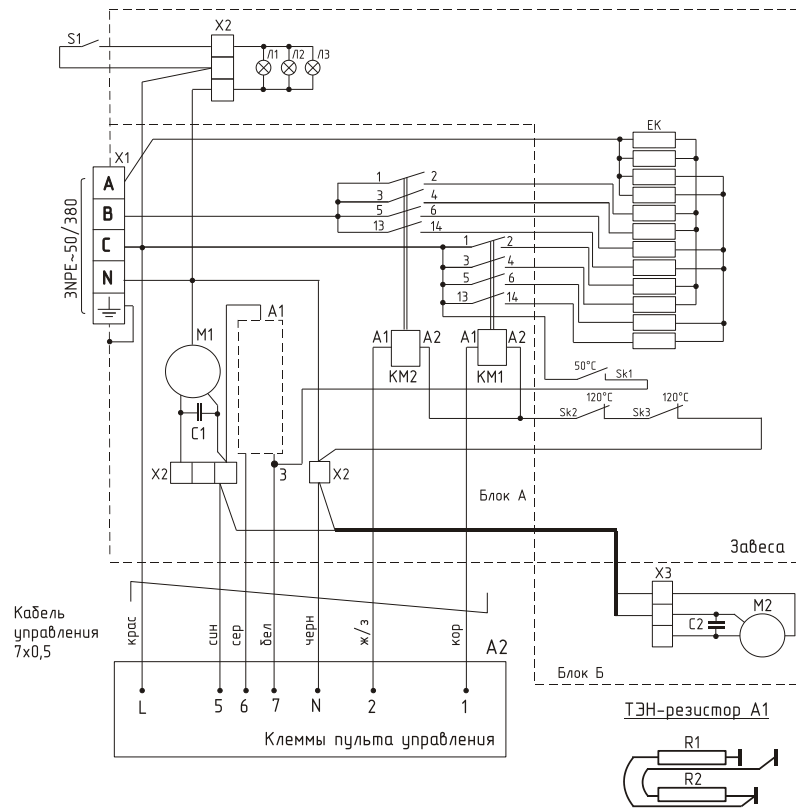 S1
X2
Л1 Л2 Л3
X1
3NPE~50/380
A
B
C
N
EK
1 2
3 4
5 6
13 14
1 2
3 4
5 6
13 14
A1 A2
KM2
A1 A2
KM1
M1
C1
A1
X2
3
X2
50°C
Sk1
120°C
Sk2
120°C
Sk3
Блок А
Завеса
X3
M2
C2
Блок Б
Кабель
управления
7x0,5
крас
син
сер
бел
черн
ж/з
кор
A2
L 5 6 7 N 2 1
Клеммы пульта управления
ТЭН-резистор А1
R1
R2